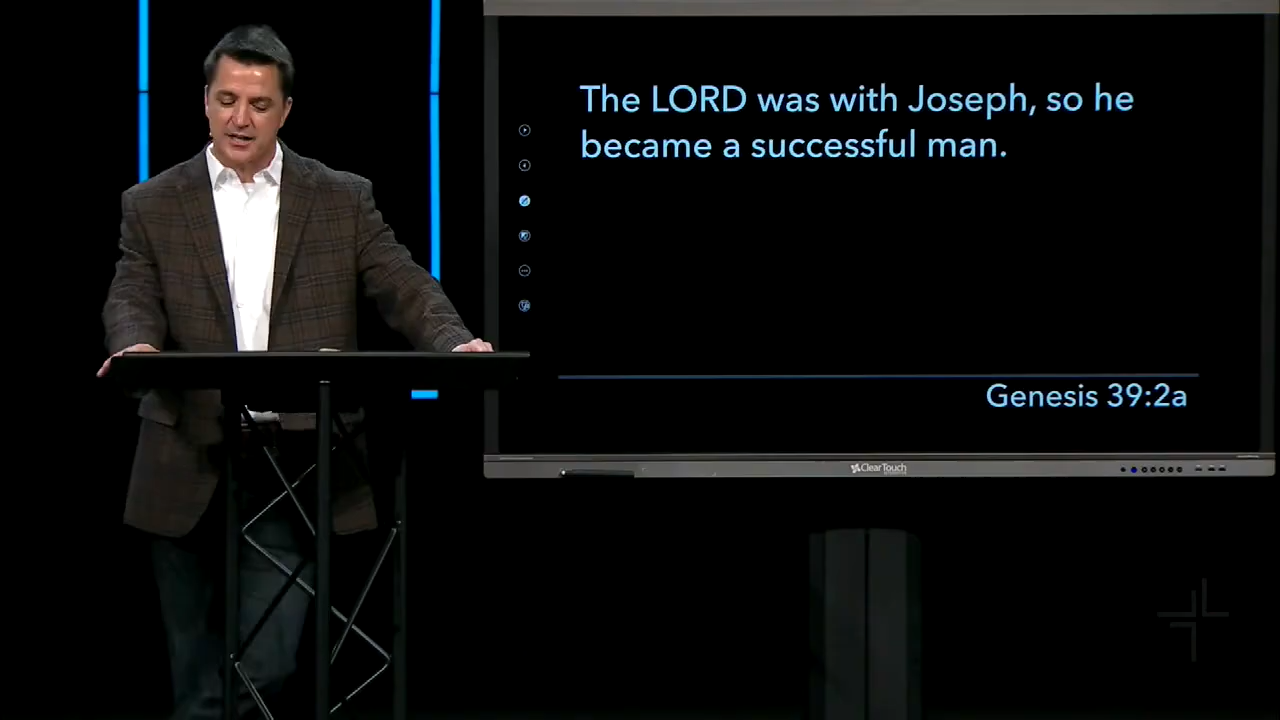 The LORD was with Joseph, so he
became a successful man.
Genesis 39:2a
ClearTouch